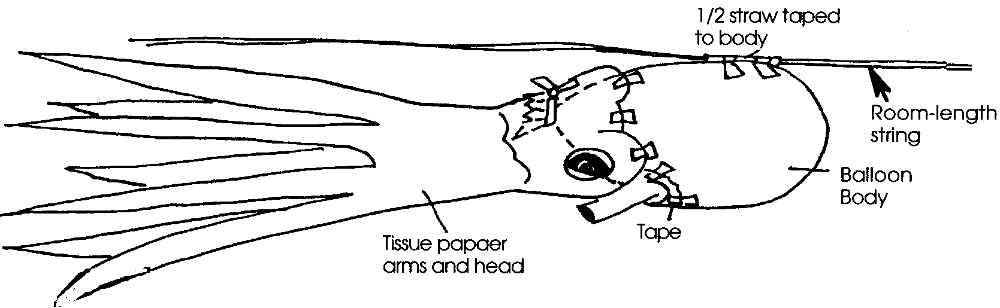 1/2 straw taped
to body
Room-length
string
Balloon
Body
Tape
Tissue papaer
arms and head